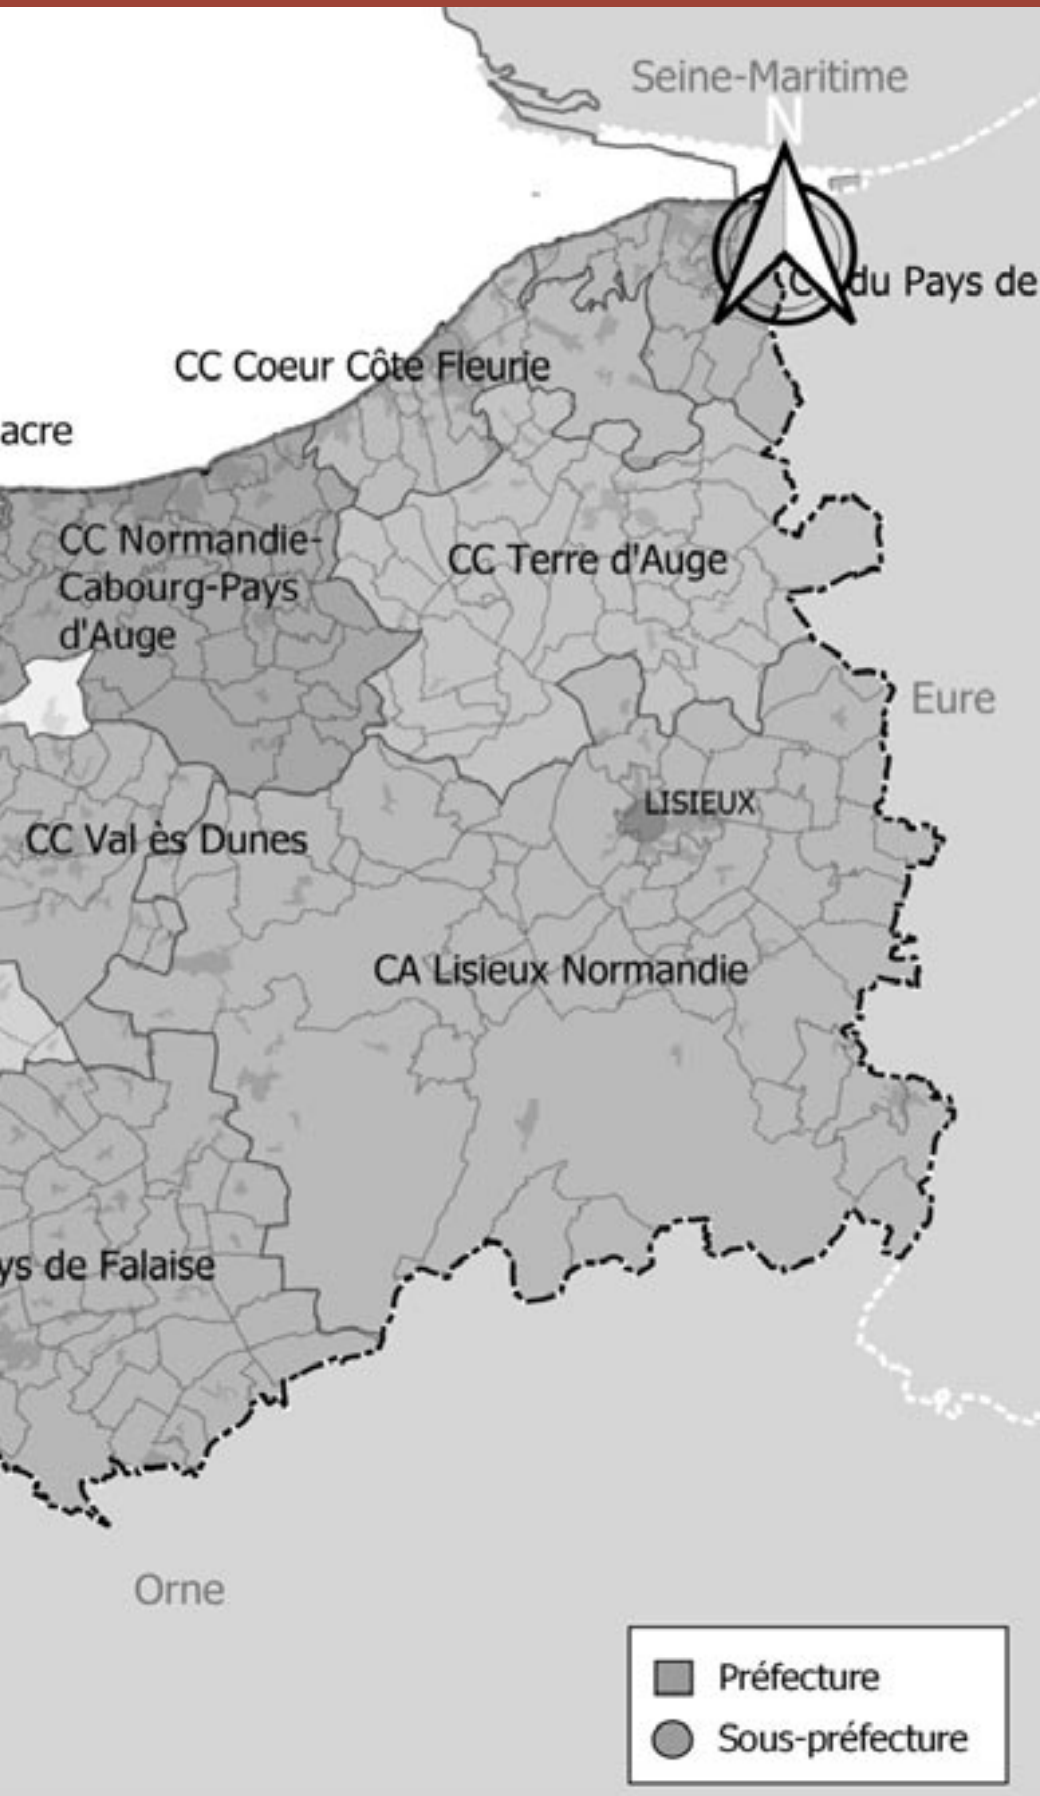 Seine-Maritime
N
du Pays de
CC Coeur Côte Fleurie
acre
CC Normandie-
Cabourg-Pays
d'Auge
CC Terre d'Auge
Eure
LISIEUX
CC Val ès Dunes
CA Lisieux Normandie
ys de Falaise
Orne
Préfecture
Sous-préfecture